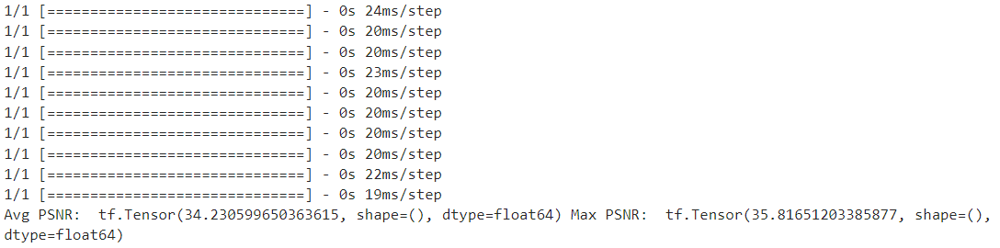 1/1 [==============================] - 0s 24ms/step
1/1 [==============================] - 0s 20ms/step
1/1 [==============================] - 0s 20ms/step
1/1 [==============================] - 0s 23ms/step
1/1 [==============================] - 0s 20ms/step
1/1 [==============================] - 0s 20ms/step
1/1 [==============================] - 0s 20ms/step
1/1 [==============================] - 0s 20ms/step
1/1 [==============================] - 0s 22ms/step
1/1 [==============================] - 0s 19ms/step
Avg PSNR:  tf.Tensor(34.230599650363615, shape=(), dtype=float64) Max PSNR:  tf.Tensor(35.81651203385877, shape=(),
dtype=float64)